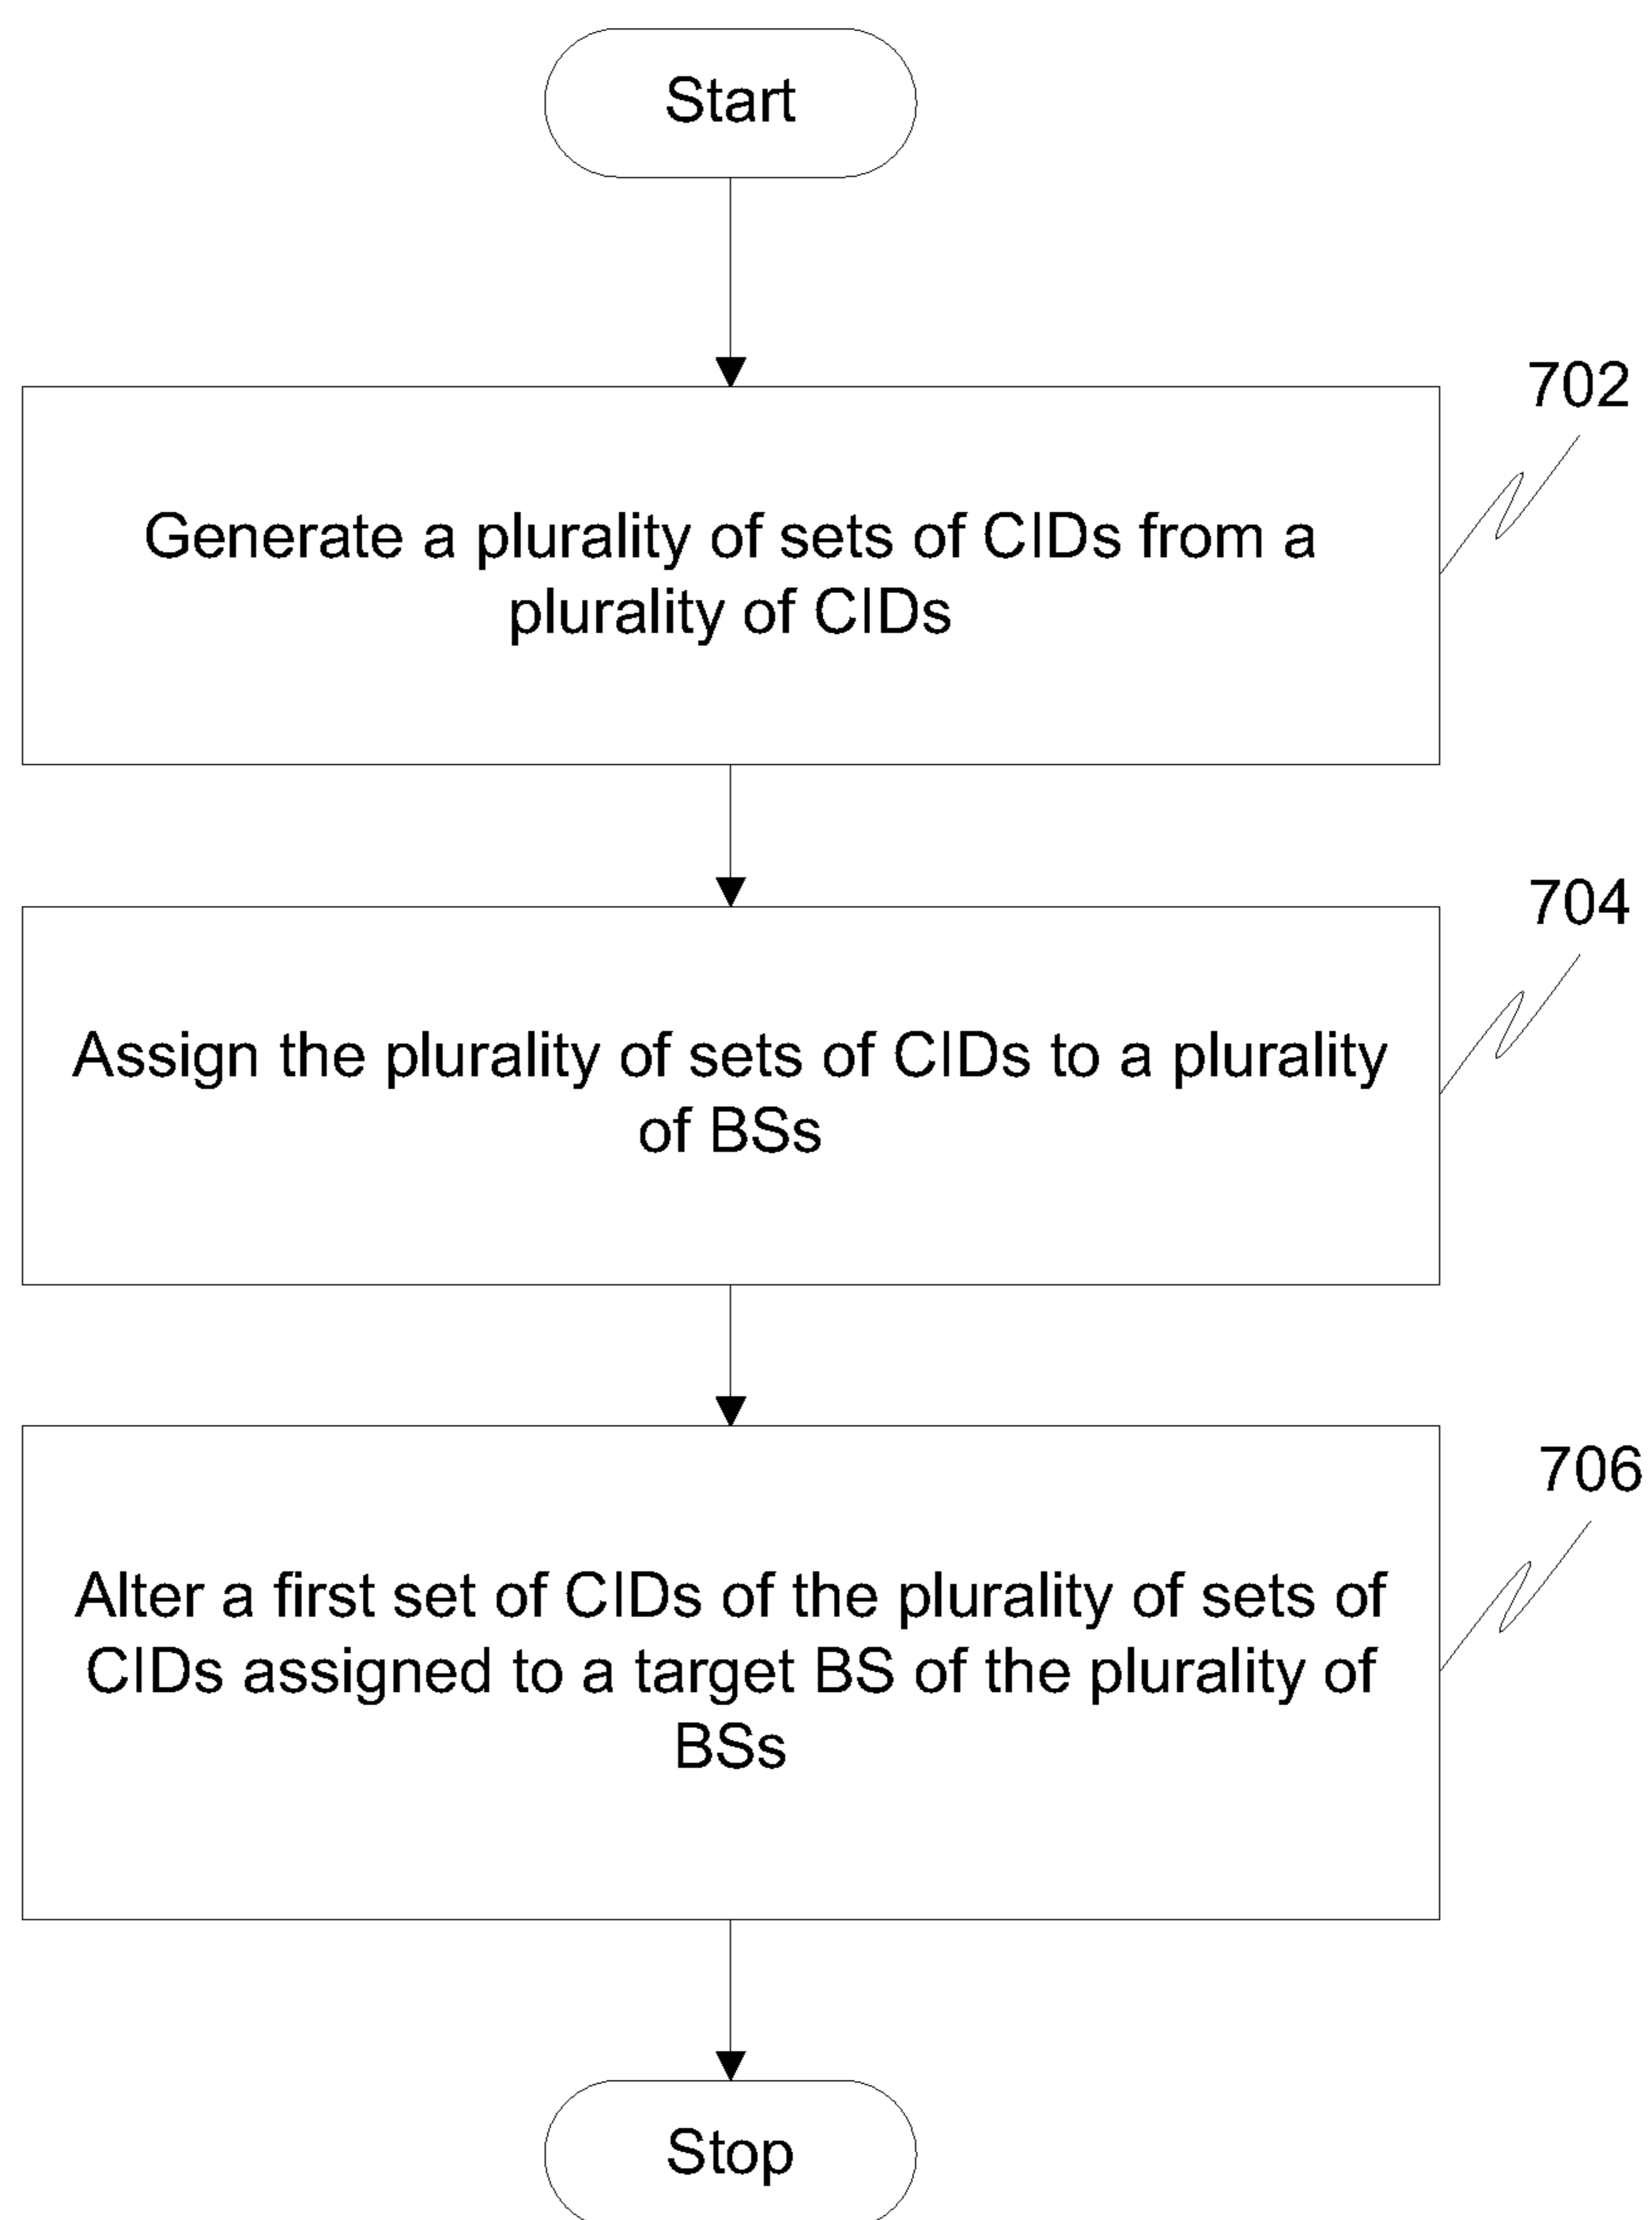 Start
702
Generate a plurality of sets of CIDs from a
plurality of CIDs
704
Assign the plurality of sets of CIDs to a plurality
of BSs
706
Alter a first set of CIDs of the plurality of sets of
CIDs assigned to a target BS of the plurality of
BSs
Stop